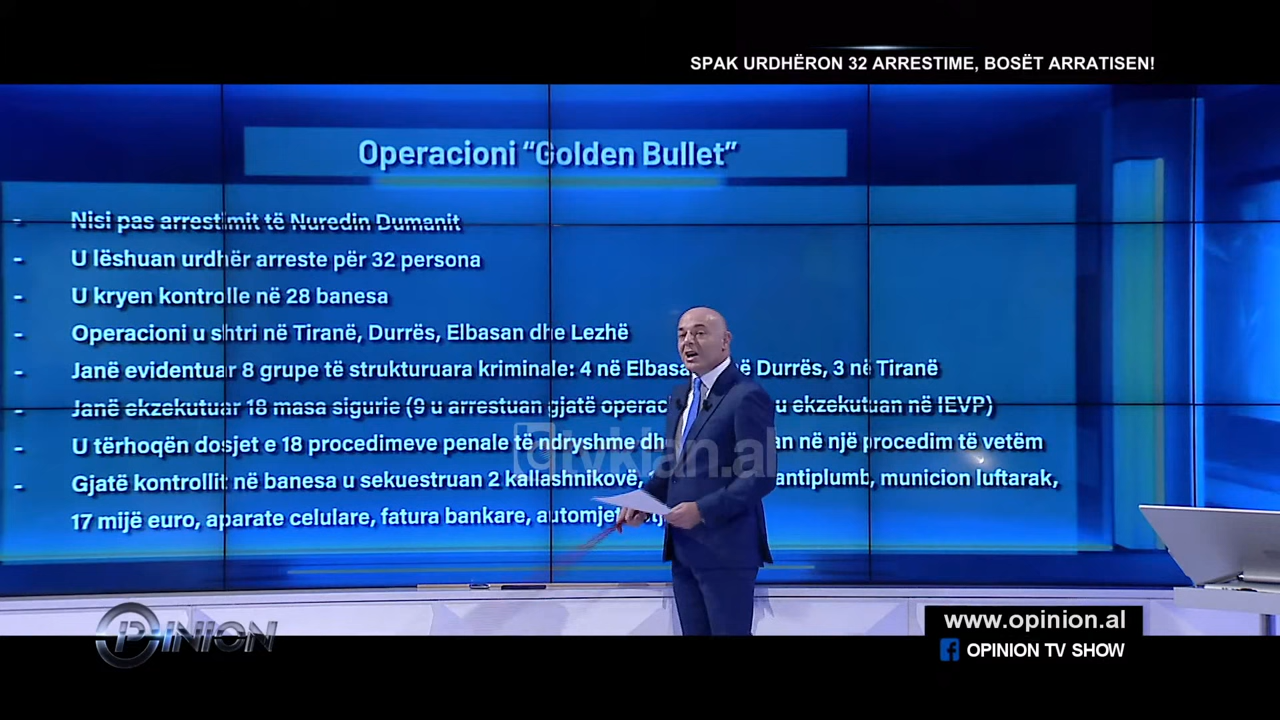 SPAK URDHËRON 32 ARRESTIME, BOSËT ARRATISEN!
Operacioni “Golden Bullet”
- Nisi pas arrestimit të Nuredin Dumanit
- U lëshuan urdhër arreste për 32 persona
- U kryen kontrolle në 28 banesa
- Operacioni u shtri në Tiranë, Durrës, Elbasan dhe Lezhë
- Janë evidentuar 8 grupe të strukturuara kriminale: 4 në Durrës, 3 në Tiranë
- Janë ekzekutuar 18 masa sigurie (9 u arrestuan gjatë u ekzekutuan në IEVP)
- U tërhoqën dosjet e 18 procedimeve penale të ndryshme në një procedim të vetëm
- Gjatë kontrollit në banesa u sekuestruan 2 kallashnikovë, antiplumb, municion luftarak,
17 mijë euro, aparate celulare, fatura bankare,
tvklan.al
OPINION
www.opinion.al
OPINION TV SHOW